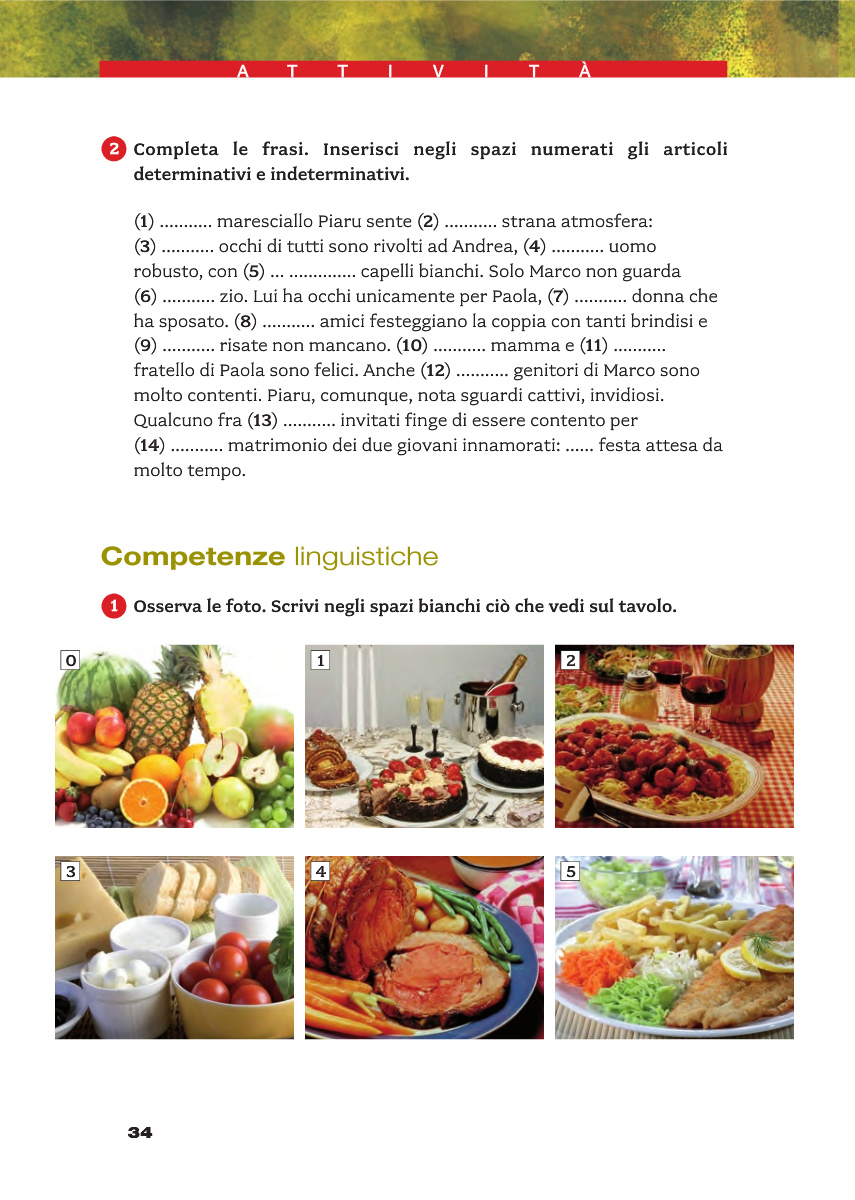 ATTIVITÀ
2 Completa le frasi. Inserisci negli spazi numerati gli articoli
determinativi e indeterminativi.
(1) ........... maresciallo Piaru sente (2) ........... strana atmosfera:
(3) ........... occhi di tutti sono rivolti ad Andrea, (4) ........... uomo
robusto, con (5) ... .............. capelli bianchi. Solo Marco non guarda
(6) ........... zio. Lui ha occhi unicamente per Paola, (7) ........... donna che
ha sposato. (8) ........... amici festeggiano la coppia con tanti brindisi e
(9) ........... risate non mancano. (10) ........... mamma e (11) ...........
fratello di Paola sono felici. Anche (12) ........... genitori di Marco sono
molto contenti. Piaru, comunque, nota sguardi cattivi, invidiosi.
Qualcuno fra (13) ........... invitati finge di essere contento per
(14) ........... matrimonio dei due giovani innamorati: ...... festa attesa da
molto tempo.
Competenze linguistiche
1 Osserva le foto. Scrivi negli spazi bianchi ciò che vedi sul tavolo.
0
1
2
3
4
5
34